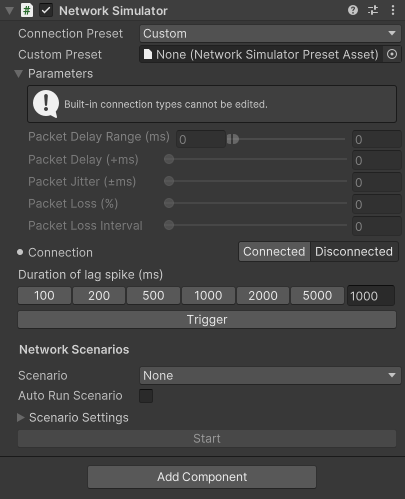 Network Simulator
Connection Preset Custom
Custom Preset None (Network Simulator Preset Asset)
Parameters
Built-in connection types cannot be edited.
Packet Delay Range (ms) 0 0
Packet Delay (+ms) 0
Packet Jitter (±ms) 0
Packet Loss (%) 0
Packet Loss Interval 0
Connection Connected Disconnected
Duration of lag spike (ms)
100 200 500 1000 2000 5000 1000
Trigger
Network Scenarios
Scenario None
Auto Run Scenario
Scenario Settings
Start
Add Component